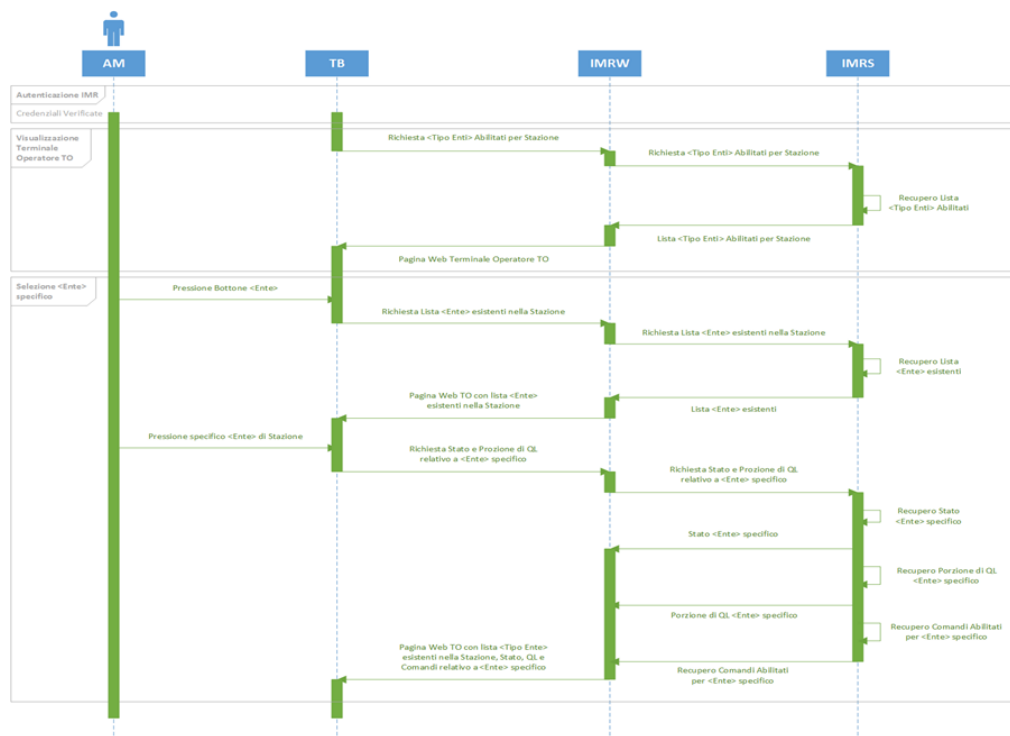 AM
TB
IMRW
IMRS
Autenticazione IMR
Credenziali Verificate
Visualizzazione
Terminale
Operatore TO
Richiesta <Tipo Enti> Abilitati per Stazione
Richiesta <Tipo Enti> Abilitati per Stazione
Recupero Lista
<Tipo Enti> Abilitati
Lista <Tipo Enti> Abilitati per Stazione
Pagina Web Terminale Operatore TO
Selezione <Ente>
specifico
Pressione Bottone <Ente>
Richiesta Lista <Ente> esistenti nella Stazione
Richiesta Lista <Ente> esistenti nella Stazione
Recupero Lista
<Ente> esistenti
Pagina Web TO con lista <Ente>
esistenti nella Stazione
Lista <Ente> esistenti
Pressione specifico <Ente> di Stazione
Richiesta Stato e Prozione di QL
relativo a <Ente> specifico
Richiesta Stato e Prozione di QL
relativo a <Ente> specifico
Recupero Stato
<Ente> specifico
Stato <Ente> specifico
Recupero Porzione di QL
<Ente> specifico
Porzione di QL <Ente> specifico
Recupero Comandi Abilitati
per <Ente> specifico
Pagina Web TO con lista <Tipo Ente>
esistenti nella Stazione, Stato, QL e
Comandi relativo a <Ente> specifico
Recupero Comandi Abilitati
per <Ente> specifico